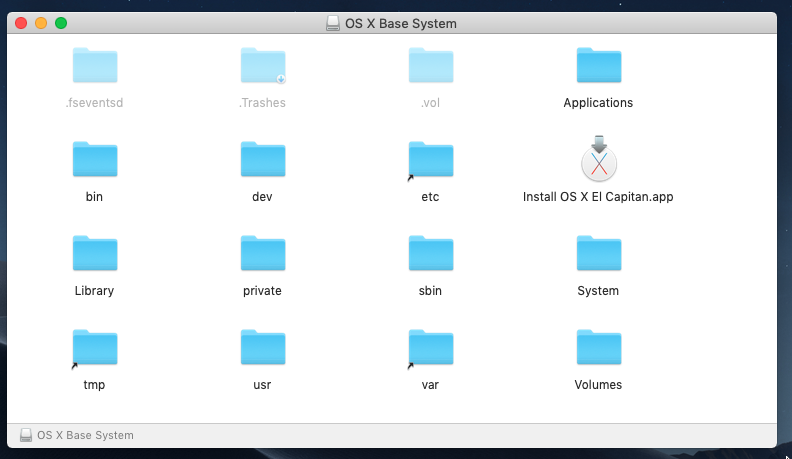 OS X Base System
.fseventsd
.Trashes
.vol
Applications
bin
dev
etc
Install OS X El Capitan.app
Library
private
sbin
System
tmp
usr
var
Volumes
OS X Base System